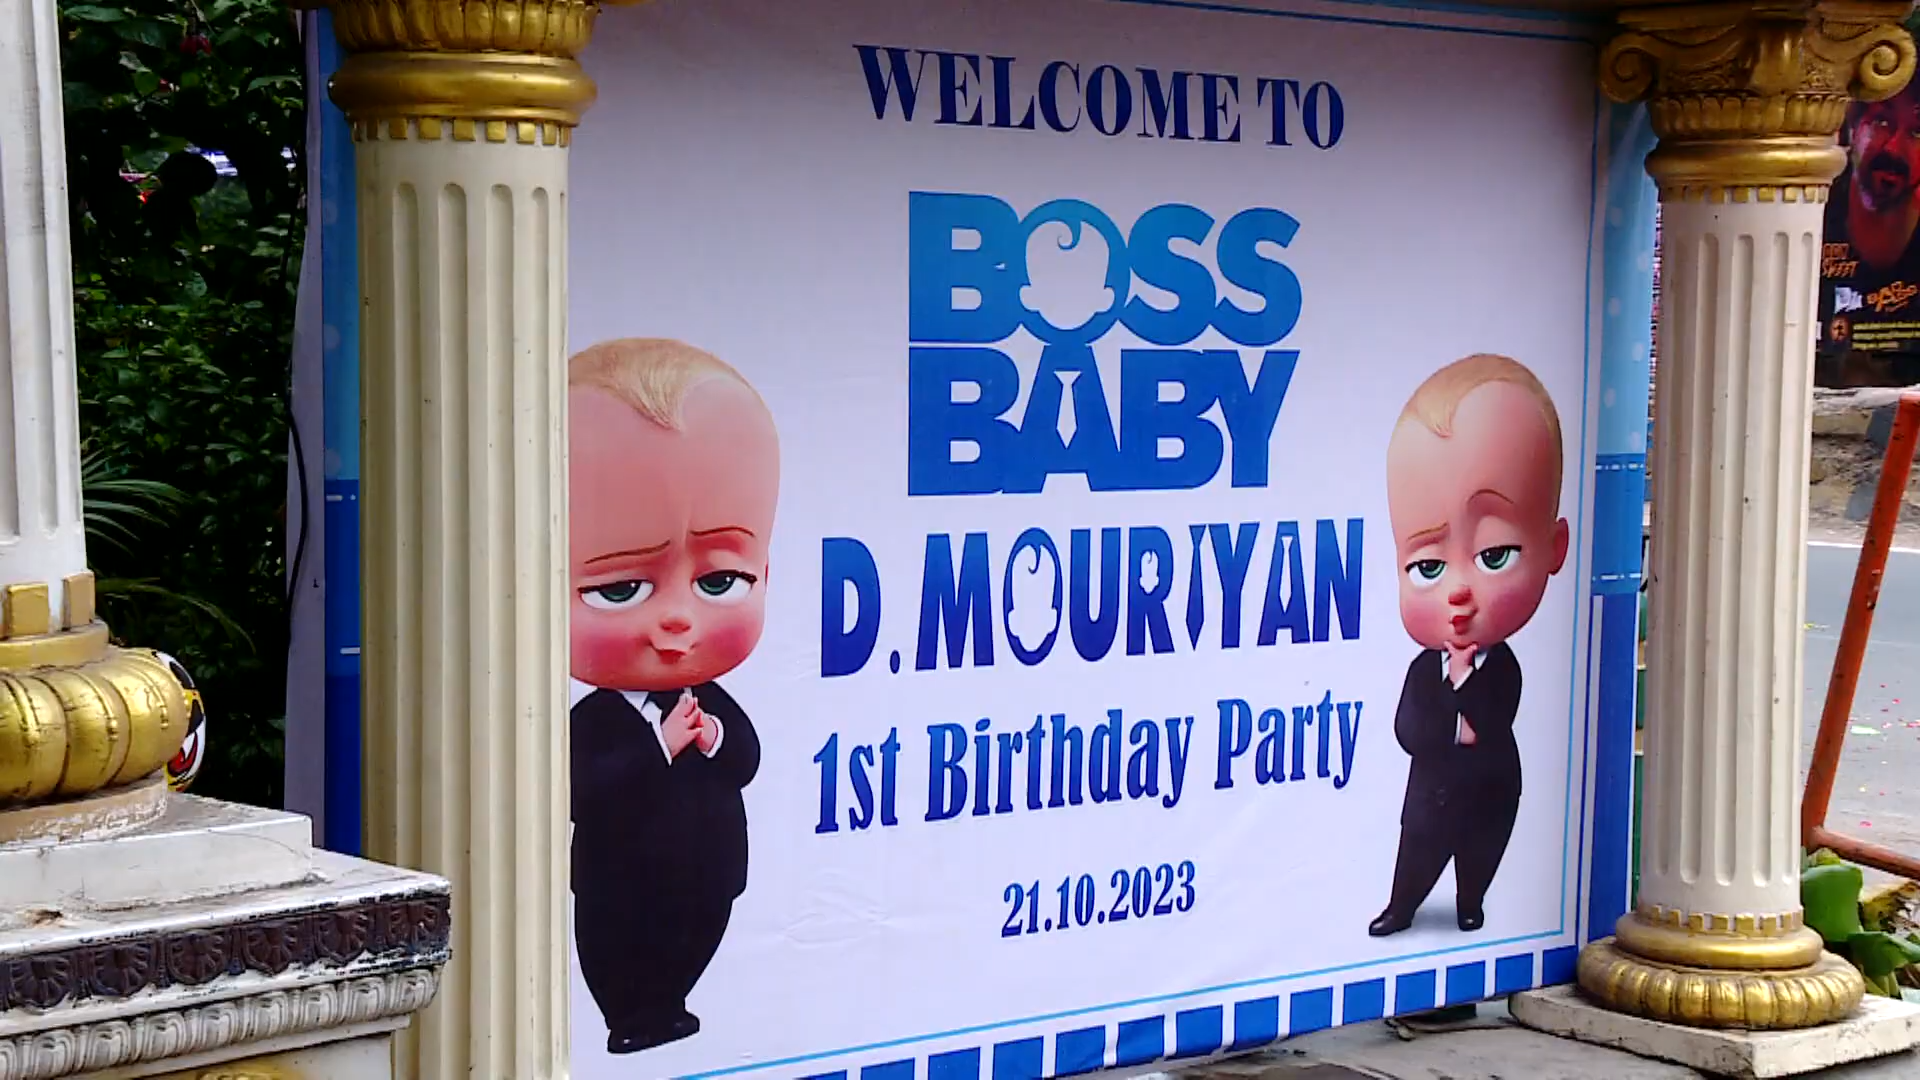 WELCOME TO
BOSS
BABY
D.MOURIYAN
1st Birthday Party
21.10.2023